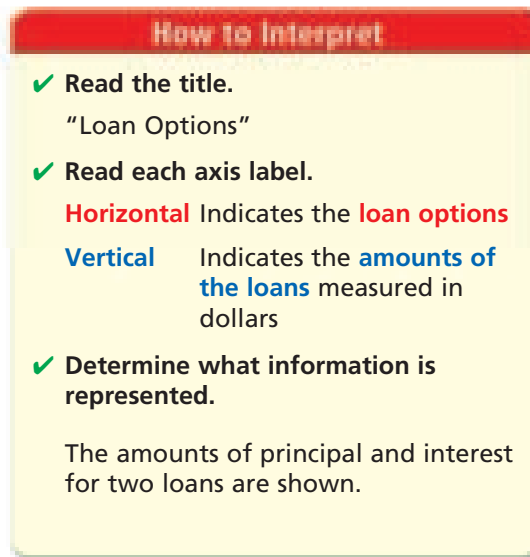 How to Interpret
✔ Read the title.
“Loan Options”
✔ Read each axis label.
Horizontal Indicates the loan options
Vertical Indicates the amounts of
the loans measured in
dollars
✔ Determine what information is
represented.
The amounts of principal and interest
for two loans are shown.